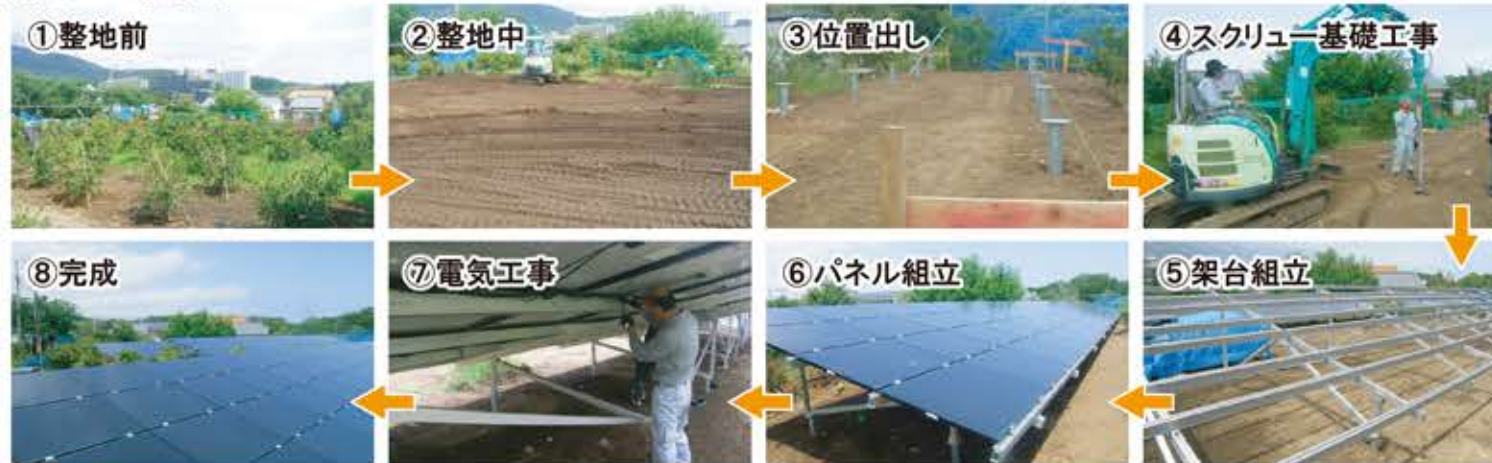 ①整地前
②整地中
③位置出し
④スクリュー基礎工事
⑤架台組立
⑥パネル組立
⑦電気工事
⑧完成